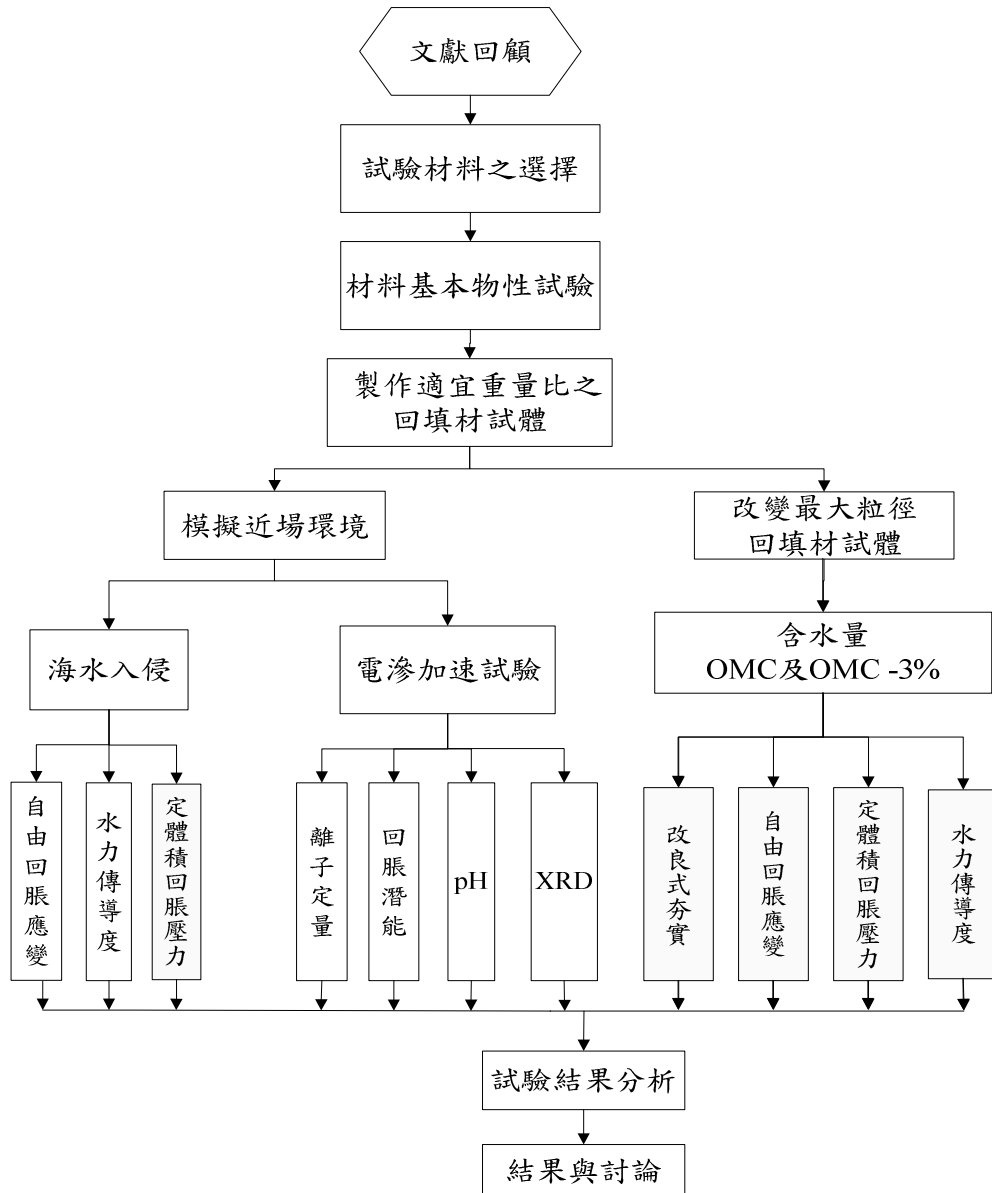 文獻回顧
試驗材料之選擇
材料基本物性試驗
製作適宜重量比之
回填材試體
模擬近場環境
改變最大粒徑
回填材試體
海水入侵
電滲加速試驗
含水量
OMC及OMC -3%
自由回脹應變
水力傳導度
定體積回脹壓力
離子定量
回脹潛能
pH
XRD
改良式夯實
自由回脹應變
定體積回脹壓力
水力傳導度
試驗結果分析
結果與討論